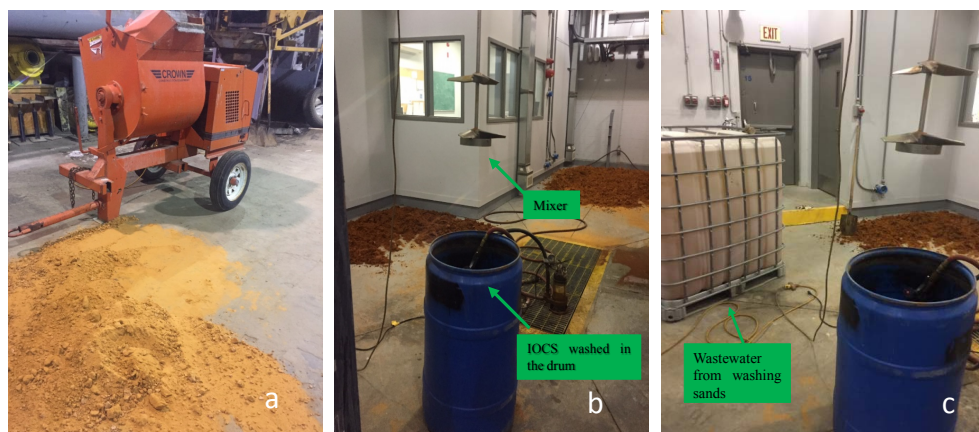 CROWN
a
Mixer
IOCS washed in
the drum
b
EXIT
Wastewater
from washing
sands
c